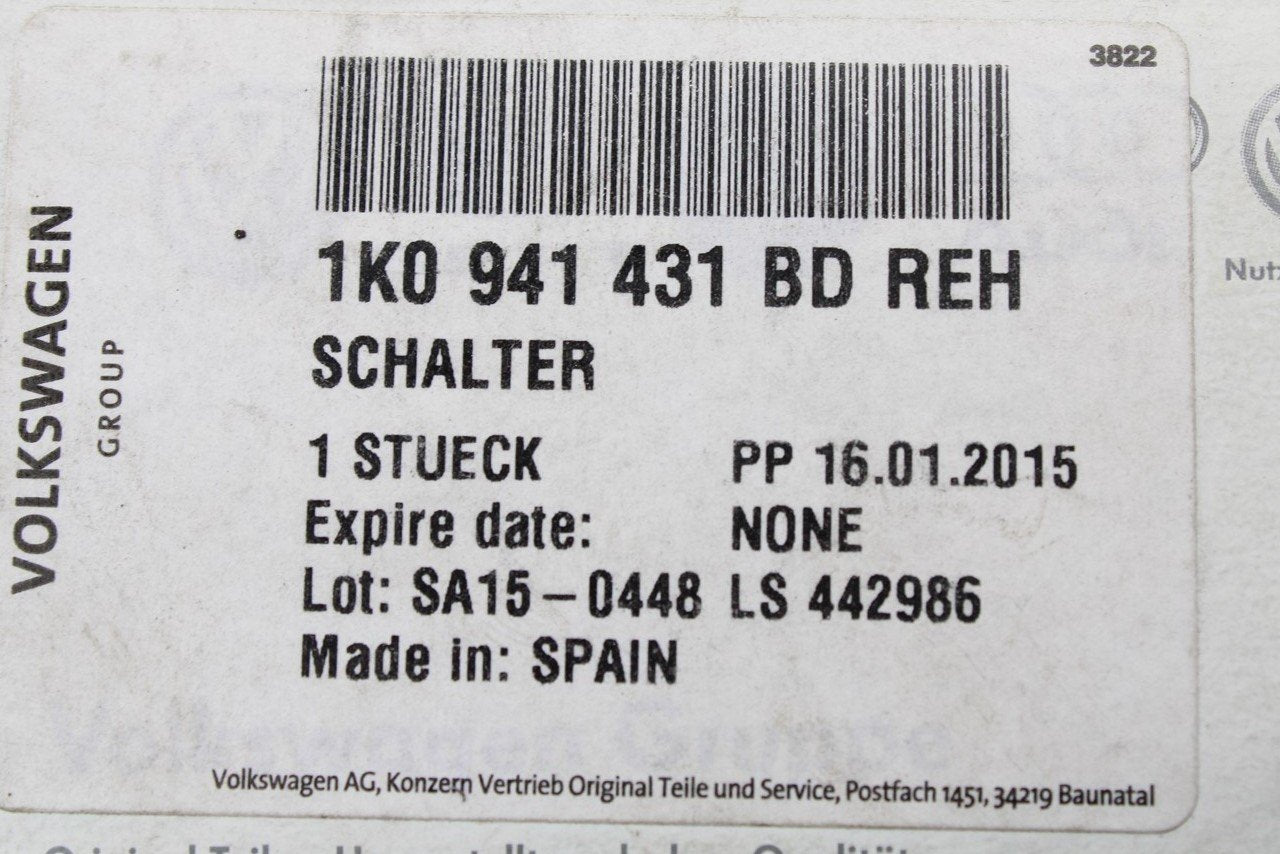 3822
VOLKSWAGEN
GROUP
1K0 941 431 BD REH
SCHALTER
1 STUECK PP 16.01.2015
Expire date: NONE
Lot: SA15-0448 LS 442986
Made in: SPAIN
Volkswagen AG, Konzern Vertrieb Original Teile und Service, Postfach 1451, 34219 Baunatal